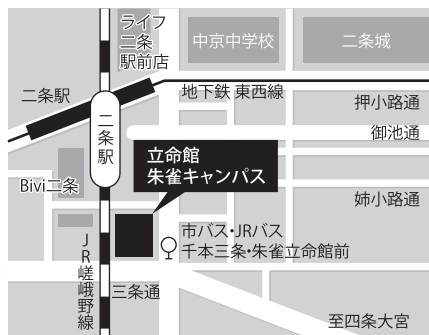 ライフ
二条
駅前店
中京中学校
二条城
二条駅
地下鉄 東西線
押小路通
二条駅
御池通
立命館
朱雀キャンパス
Bivi二条
姉小路通
市バス・JRバス
千本三条・朱雀立命館前
JR嵯峨野線
三条通
至四条大宮